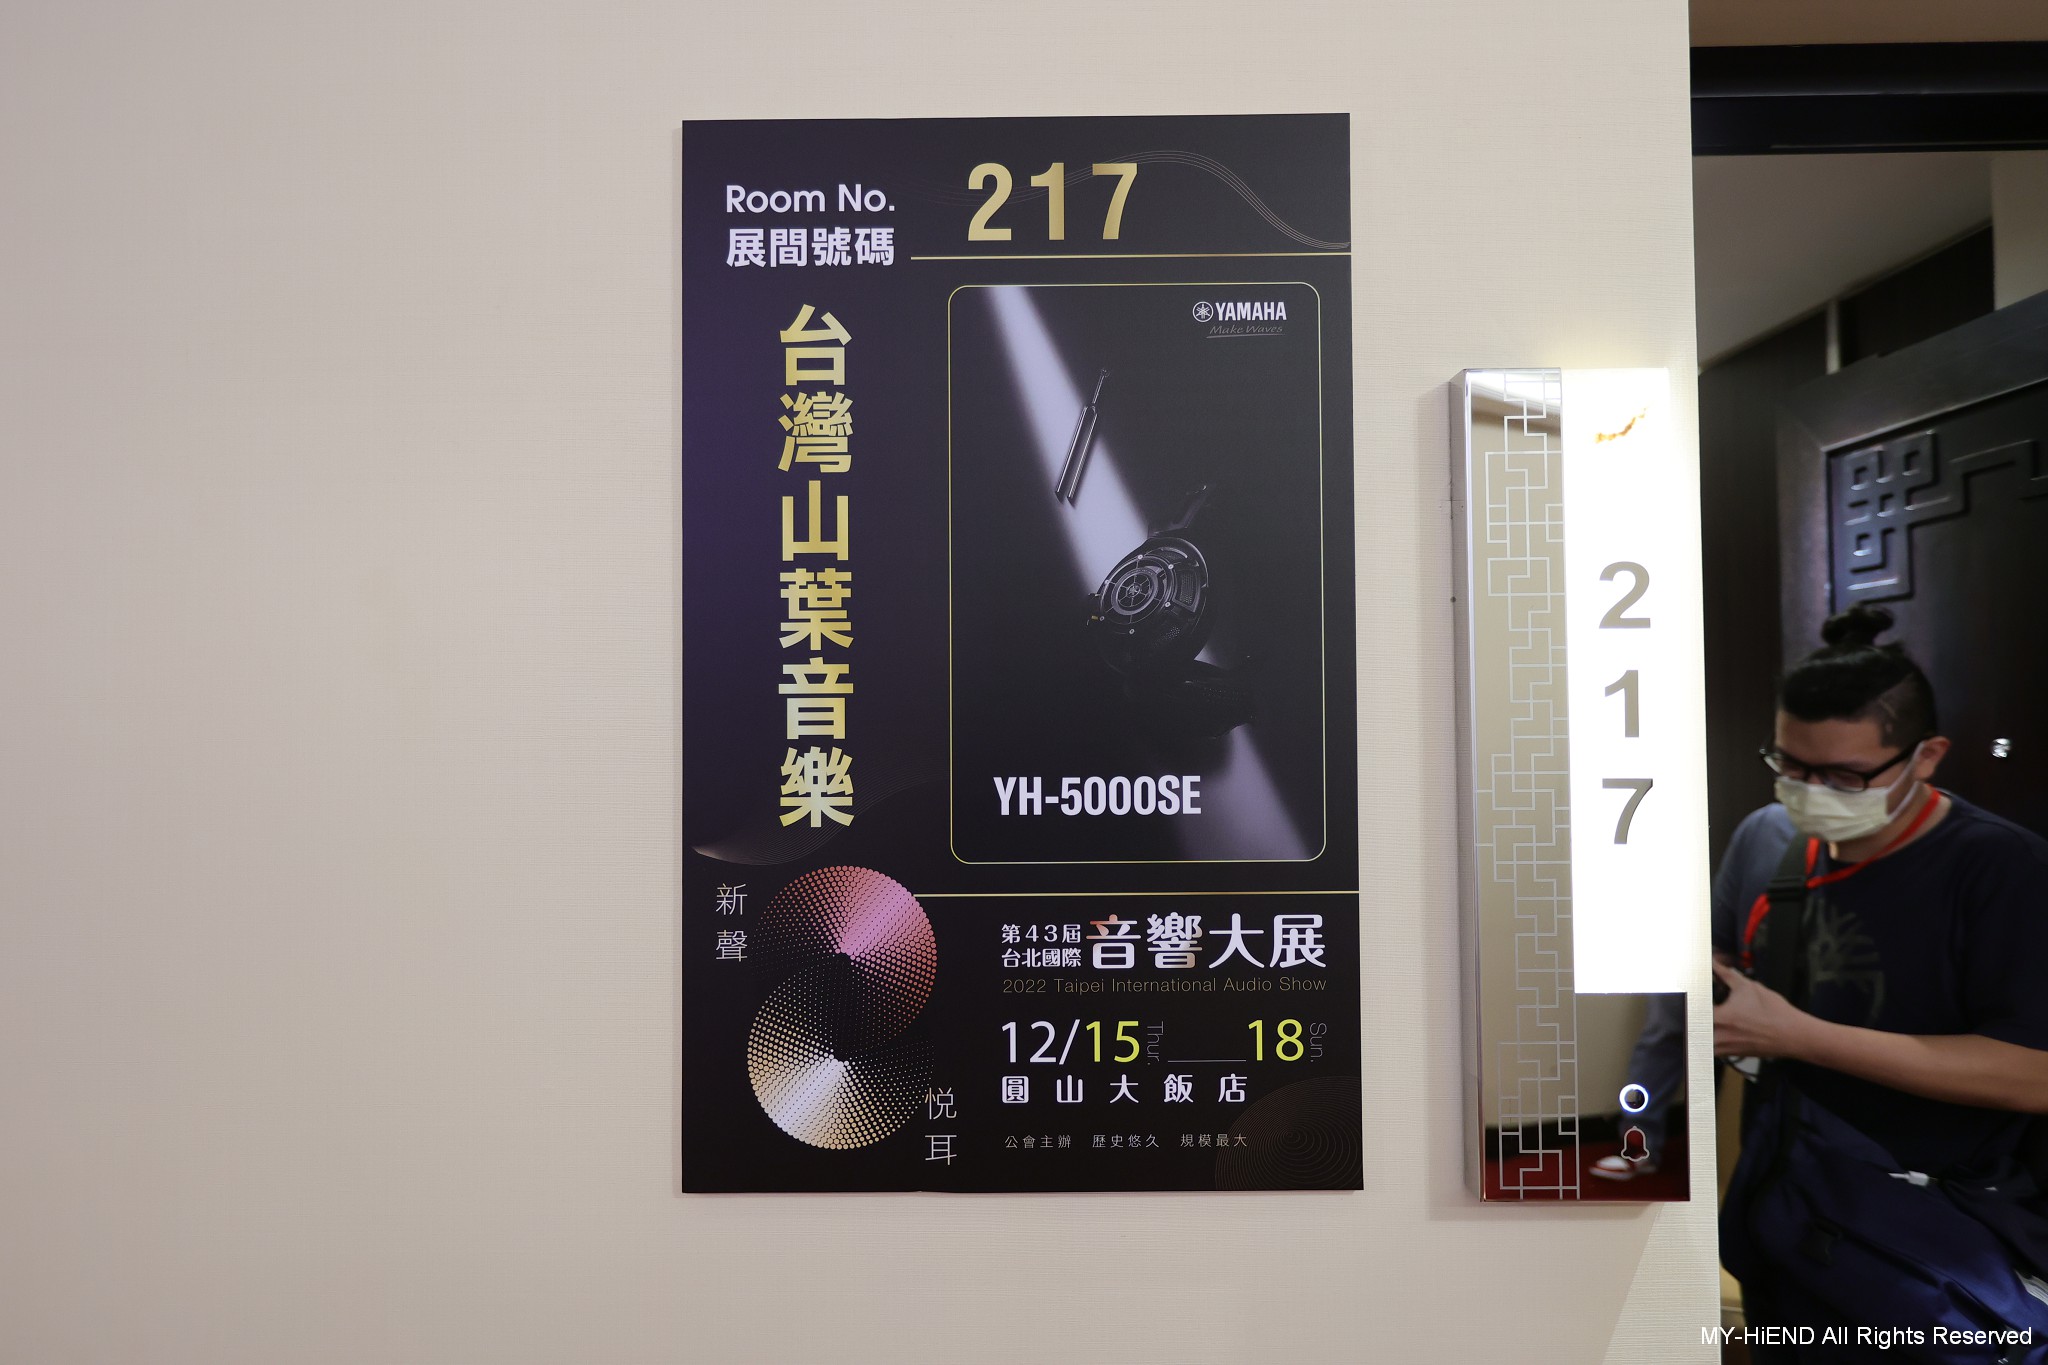 Room No.
展間號碼
217
台灣山葉音樂
YAMAHA
Make Waves
YH-5000SE
新聲
悅耳
第43屆
台北國際
音響大展
2022 Taipei International Audio Show
12/15 Thur. 18 Sun.
圓山大飯店
公會主辦 歷史悠久 規模最大
217
MY-HiEND All Rights Reserved